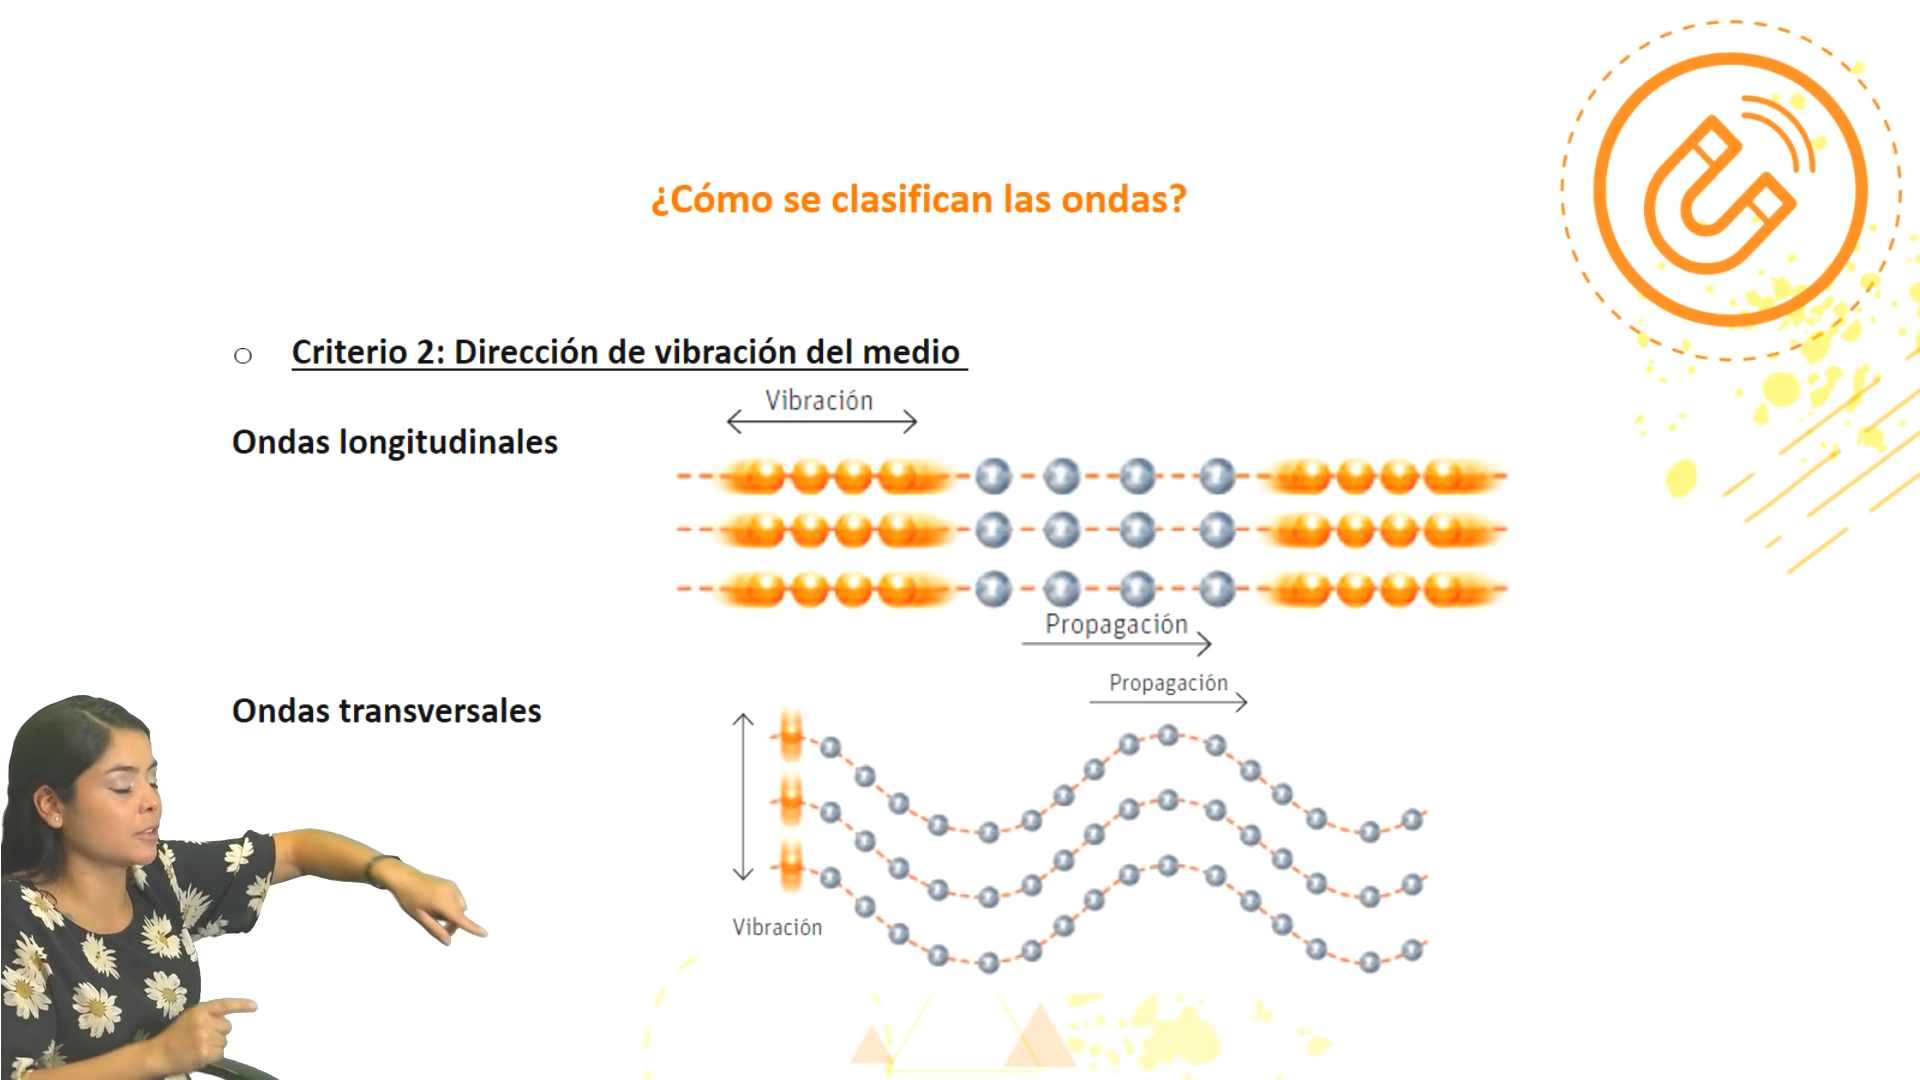 ¿Cómo se clasifican las ondas?
Criterio 2: Dirección de vibración del medio
Vibración
Ondas longitudinales
Propagación
Propagación
Ondas transversales
Vibración